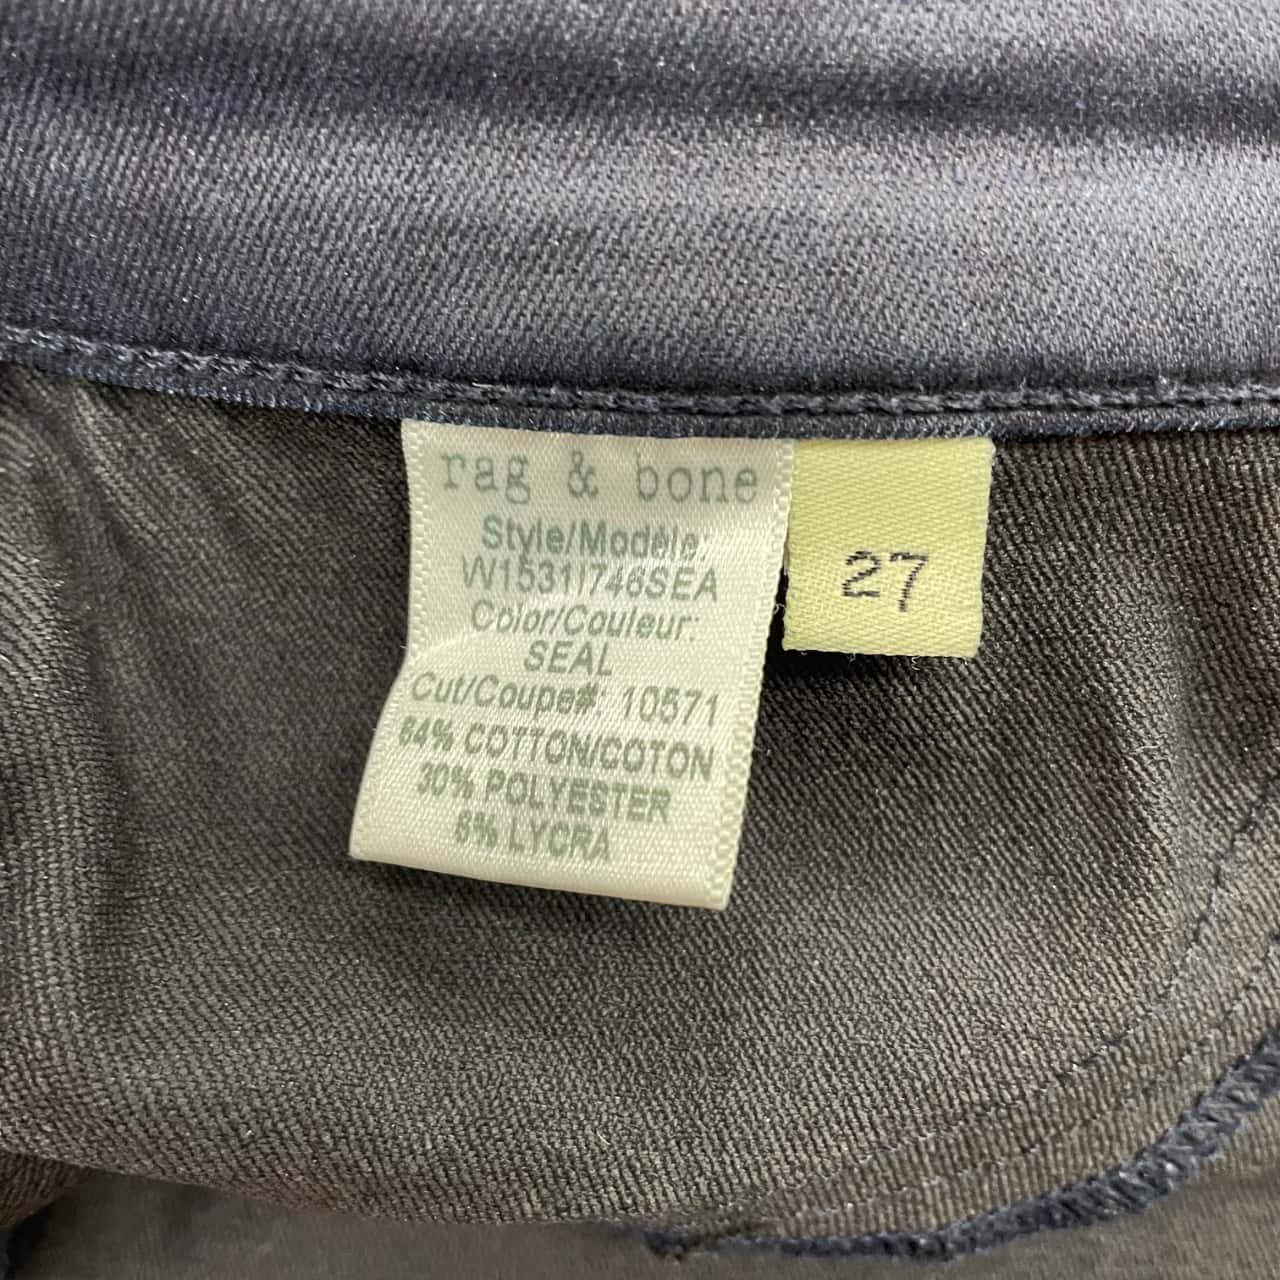 rag & bone
Style/Modèle:
W1531I746SEA
Color/Couleur:
SEAL
Cut/Coupe#: 10571
64% COTTON/COTON
30% POLYESTER
6% LYCRA
27